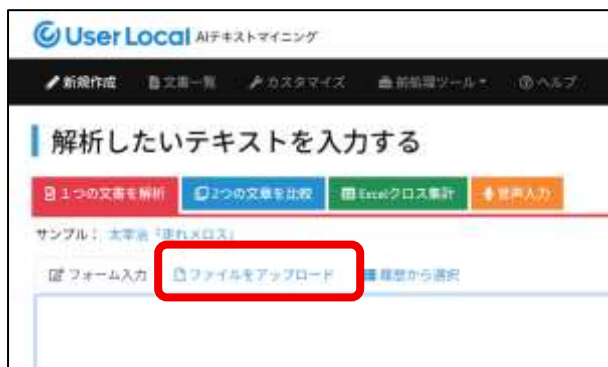 User Local AIテキストマイニング
新規作成 文書一覧 カスタマイズ 前処理ツール ヘルプ
解析したいテキストを入力する
1つの文書を解析 2つの文章を比較 Excelクロス集計 音声入力
サンプル: 太宰治「走れメロス」
フォーム入力 ファイルをアップロード 履歴から選択